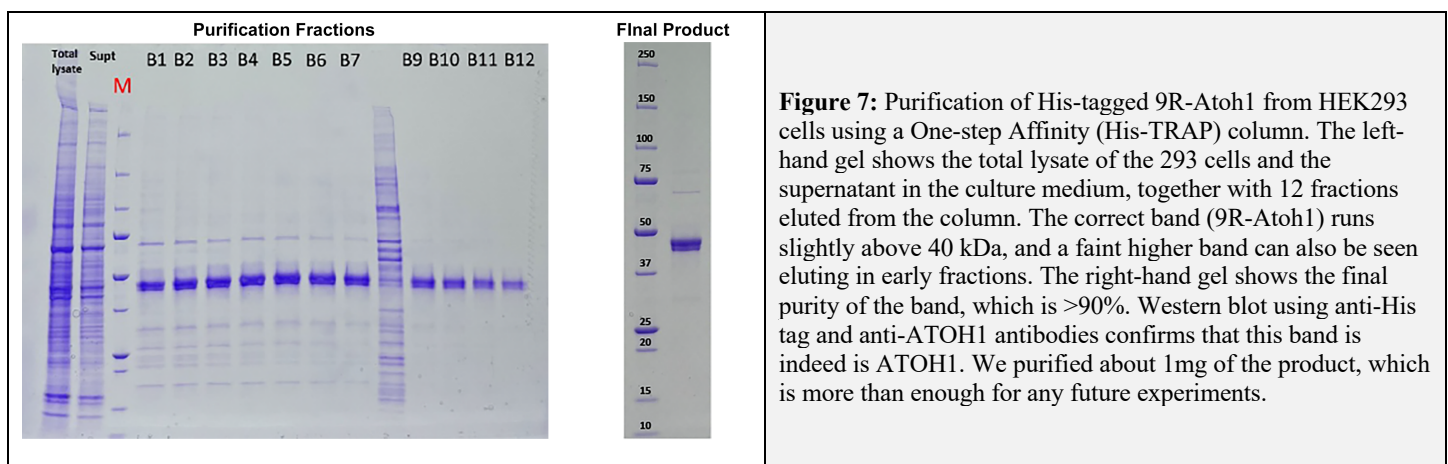 Purification Fractions
FInal Product
Total
lysate
Supt
M
B1 B2 B3 B4 B5 B6 B7
B9 B10 B11 B12
250
150
100
75
50
37
25
20
15
10
Figure 7: Purification of His-tagged 9R-Atoh1 from HEK293
cells using a One-step Affinity (His-TRAP) column. The left-
hand gel shows the total lysate of the 293 cells and the
supernatant in the culture medium, together with 12 fractions
eluted from the column. The correct band (9R-Atoh1) runs
slightly above 40 kDa, and a faint higher band can also be seen
eluting in early fractions. The right-hand gel shows the final
purity of the band, which is >90%. Western blot using anti-His
tag and anti-ATOH1 antibodies confirms that this band is
indeed is ATOH1. We purified about 1mg of the product, which
is more than enough for any future experiments.